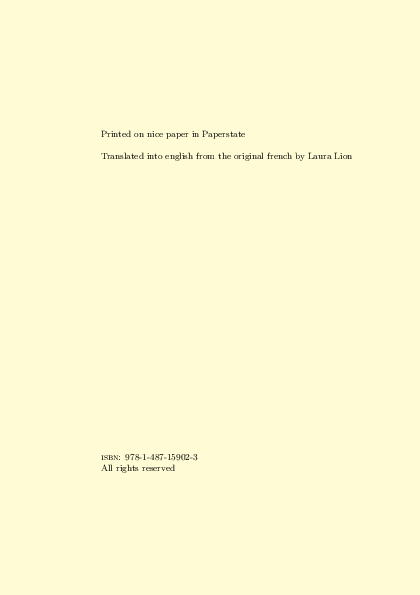 Printed on nice paper in Paperstate
Translated into english from the original french by Laura Lion
ISBN: 978-1-487-15902-3
All rights reserved